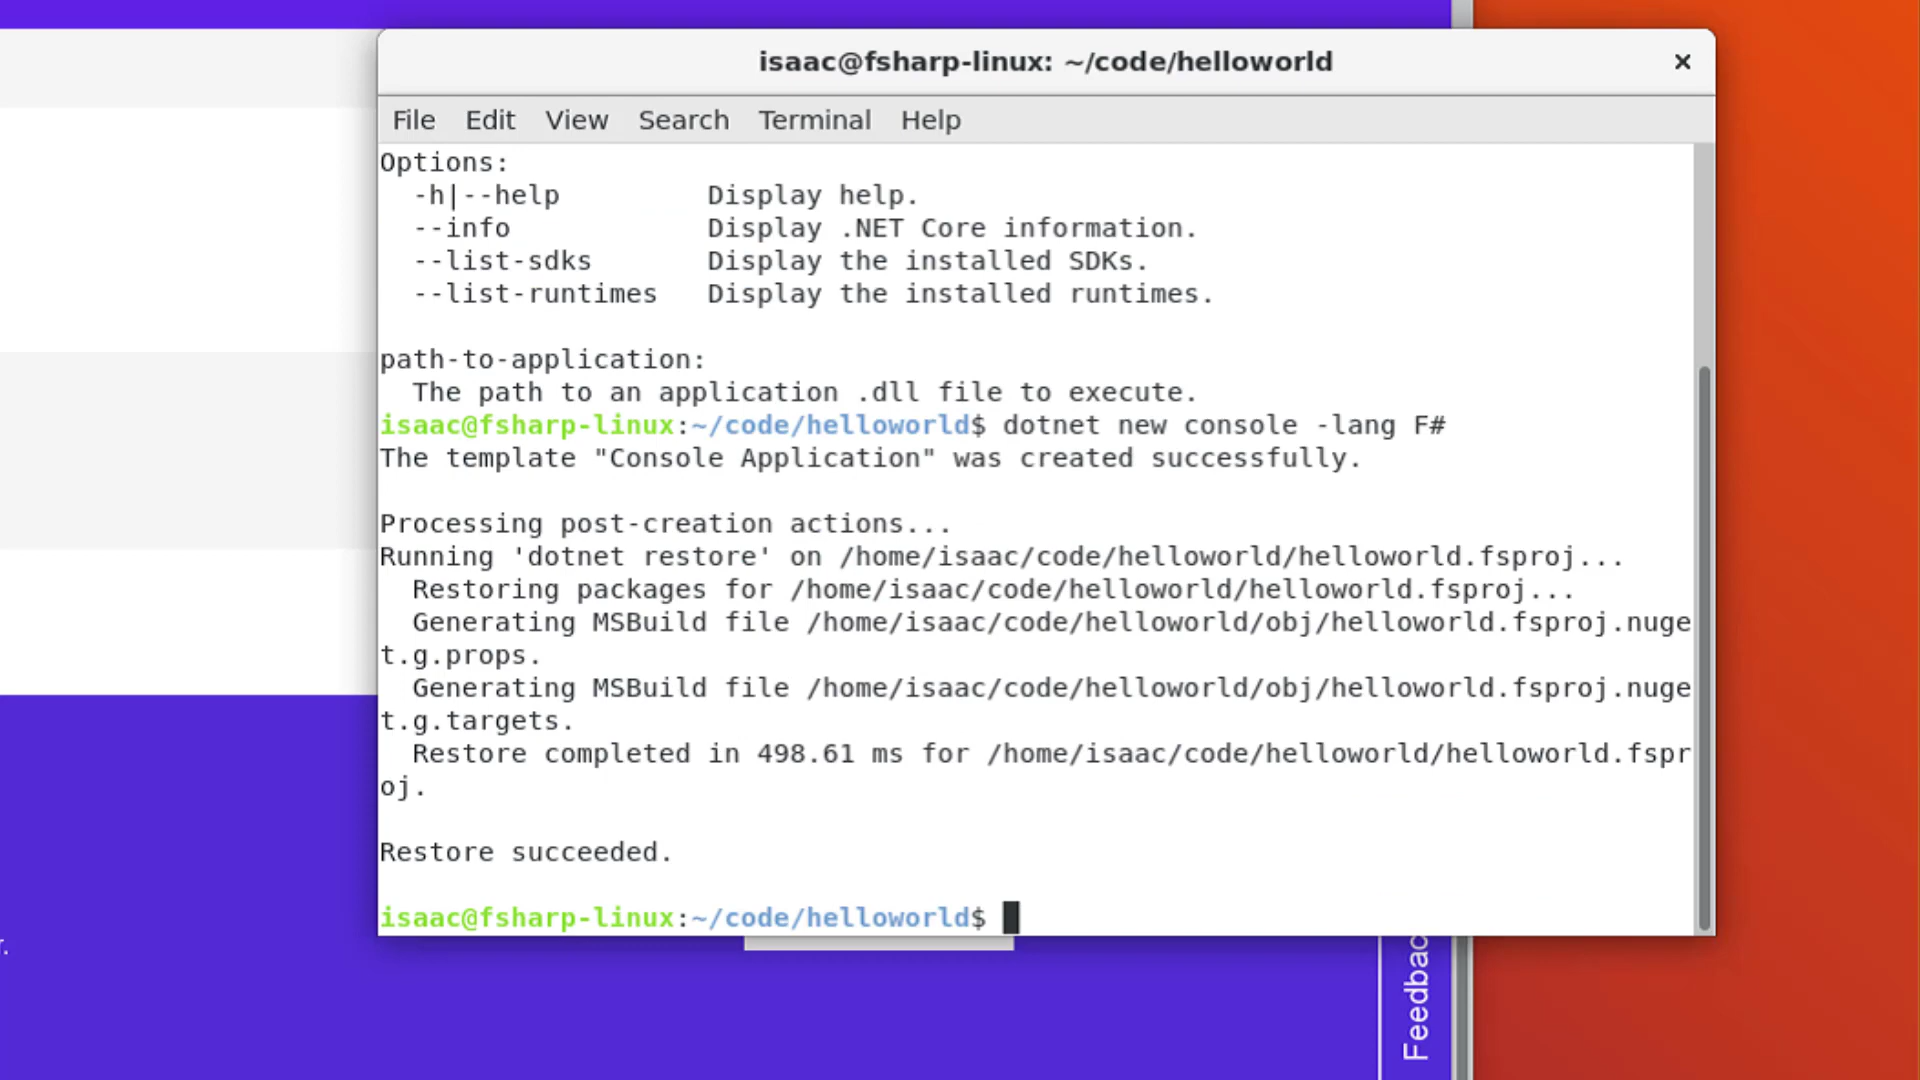 isaac@fsharp-linux: ~/code/helloworld ×
File Edit View Search Terminal Help
Options:
-h|--help Display help.
--info Display .NET Core information.
--list-sdks Display the installed SDKs.
--list-runtimes Display the installed runtimes.
path-to-application:
The path to an application .dll file to execute.
isaac@fsharp-linux:~/code/helloworld$ dotnet new console -lang F#
The template "Console Application" was created successfully.
Processing post-creation actions...
Running 'dotnet restore' on /home/isaac/code/helloworld/helloworld.fsproj...
Restoring packages for /home/isaac/code/helloworld/helloworld.fsproj...
Generating MSBuild file /home/isaac/code/helloworld/obj/helloworld.fsproj.nuge
t.g.props.
Generating MSBuild file /home/isaac/code/helloworld/obj/helloworld.fsproj.nuge
t.g.targets.
Restore completed in 498.61 ms for /home/isaac/code/helloworld/helloworld.fspr
oj.
Restore succeeded.
isaac@fsharp-linux:~/code/helloworld$
r.
Feedbac